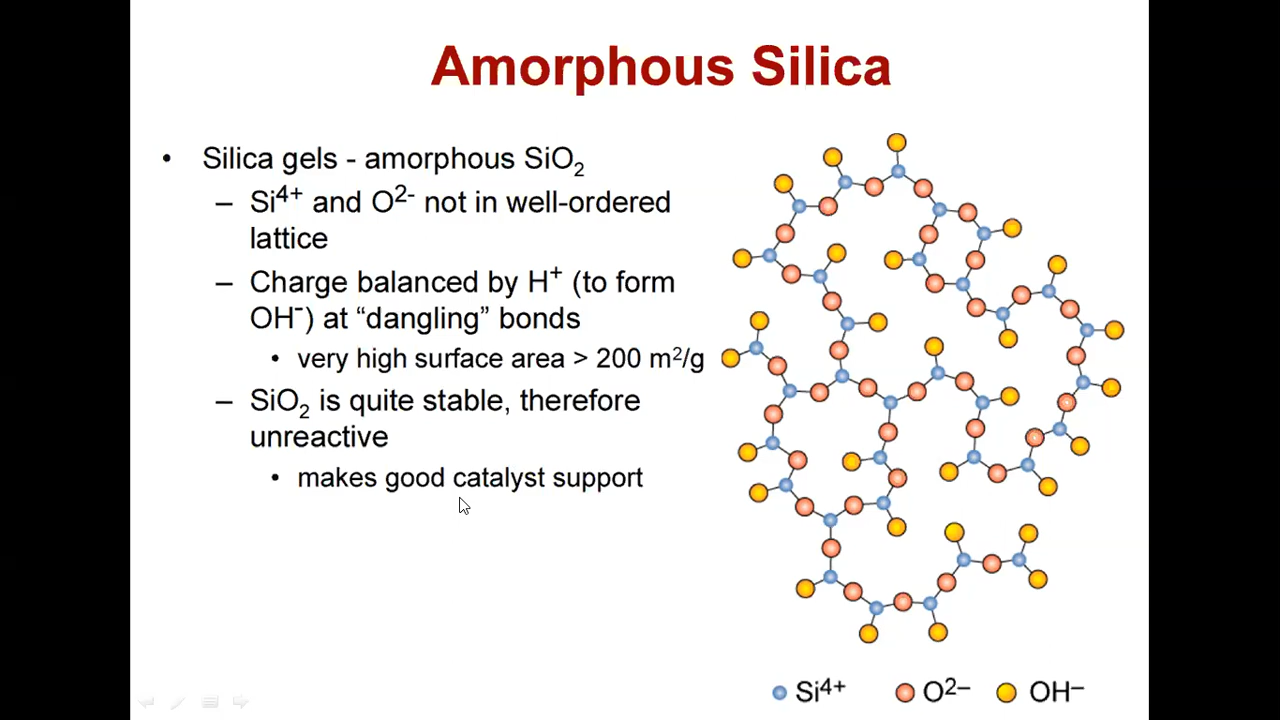 Amorphous Silica
• Silica gels - amorphous SiO₂
– Si⁴⁺ and O²⁻ not in well-ordered
lattice
– Charge balanced by H⁺ (to form
OH⁻) at “dangling” bonds
• very high surface area > 200 m²/g
– SiO₂ is quite stable, therefore
unreactive
• makes good catalyst support
Si⁴⁺ O²⁻ OH⁻